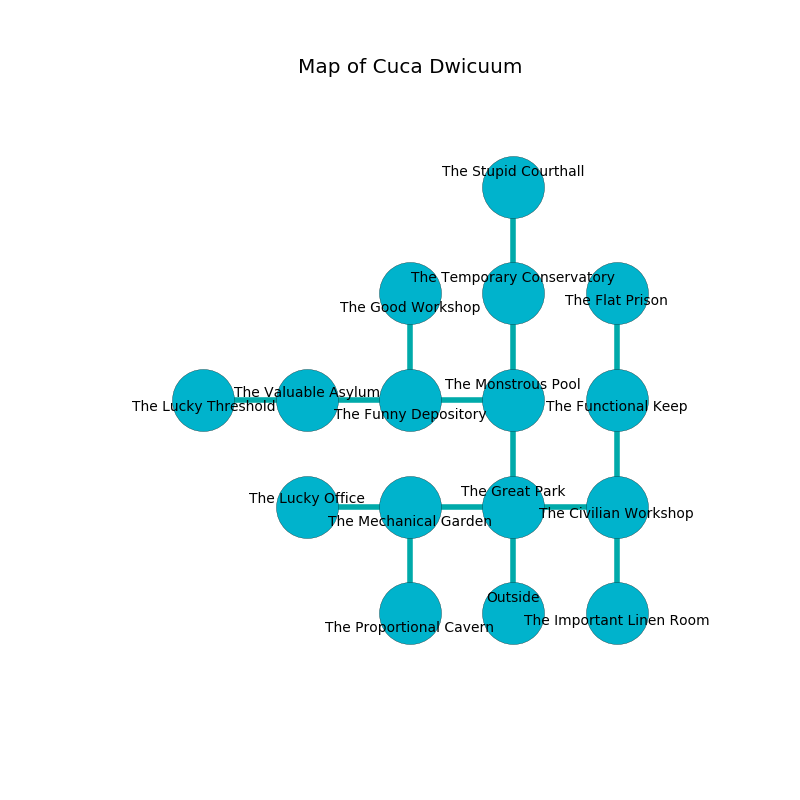 Map of Cuca Dwicuum
The Stupid Courthall
The Temporary Conservatory
The Flat Prison
The Good Workshop
The Monstrous Pool
The Valuable Asylum
The Lucky Threshold
The Functional Keep
The Funny Depository
The Great Park
The Lucky Office
The Civilian Workshop
The Mechanical Garden
Outside
The Important Linen Room
The Proportional Cavern